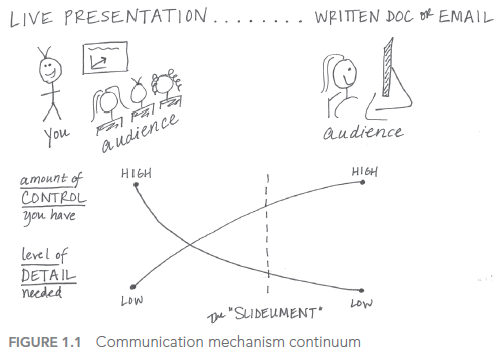 LIVE PRESENTATION . . . . . . . . WRITTEN DOC OR EMAIL
you
audience
audience
amount of
CONTROL
you have
HIGH
HIGH
level of
DETAIL
needed
LOW
LOW
The "SLIDEUMENT"
FIGURE 1.1 Communication mechanism continuum